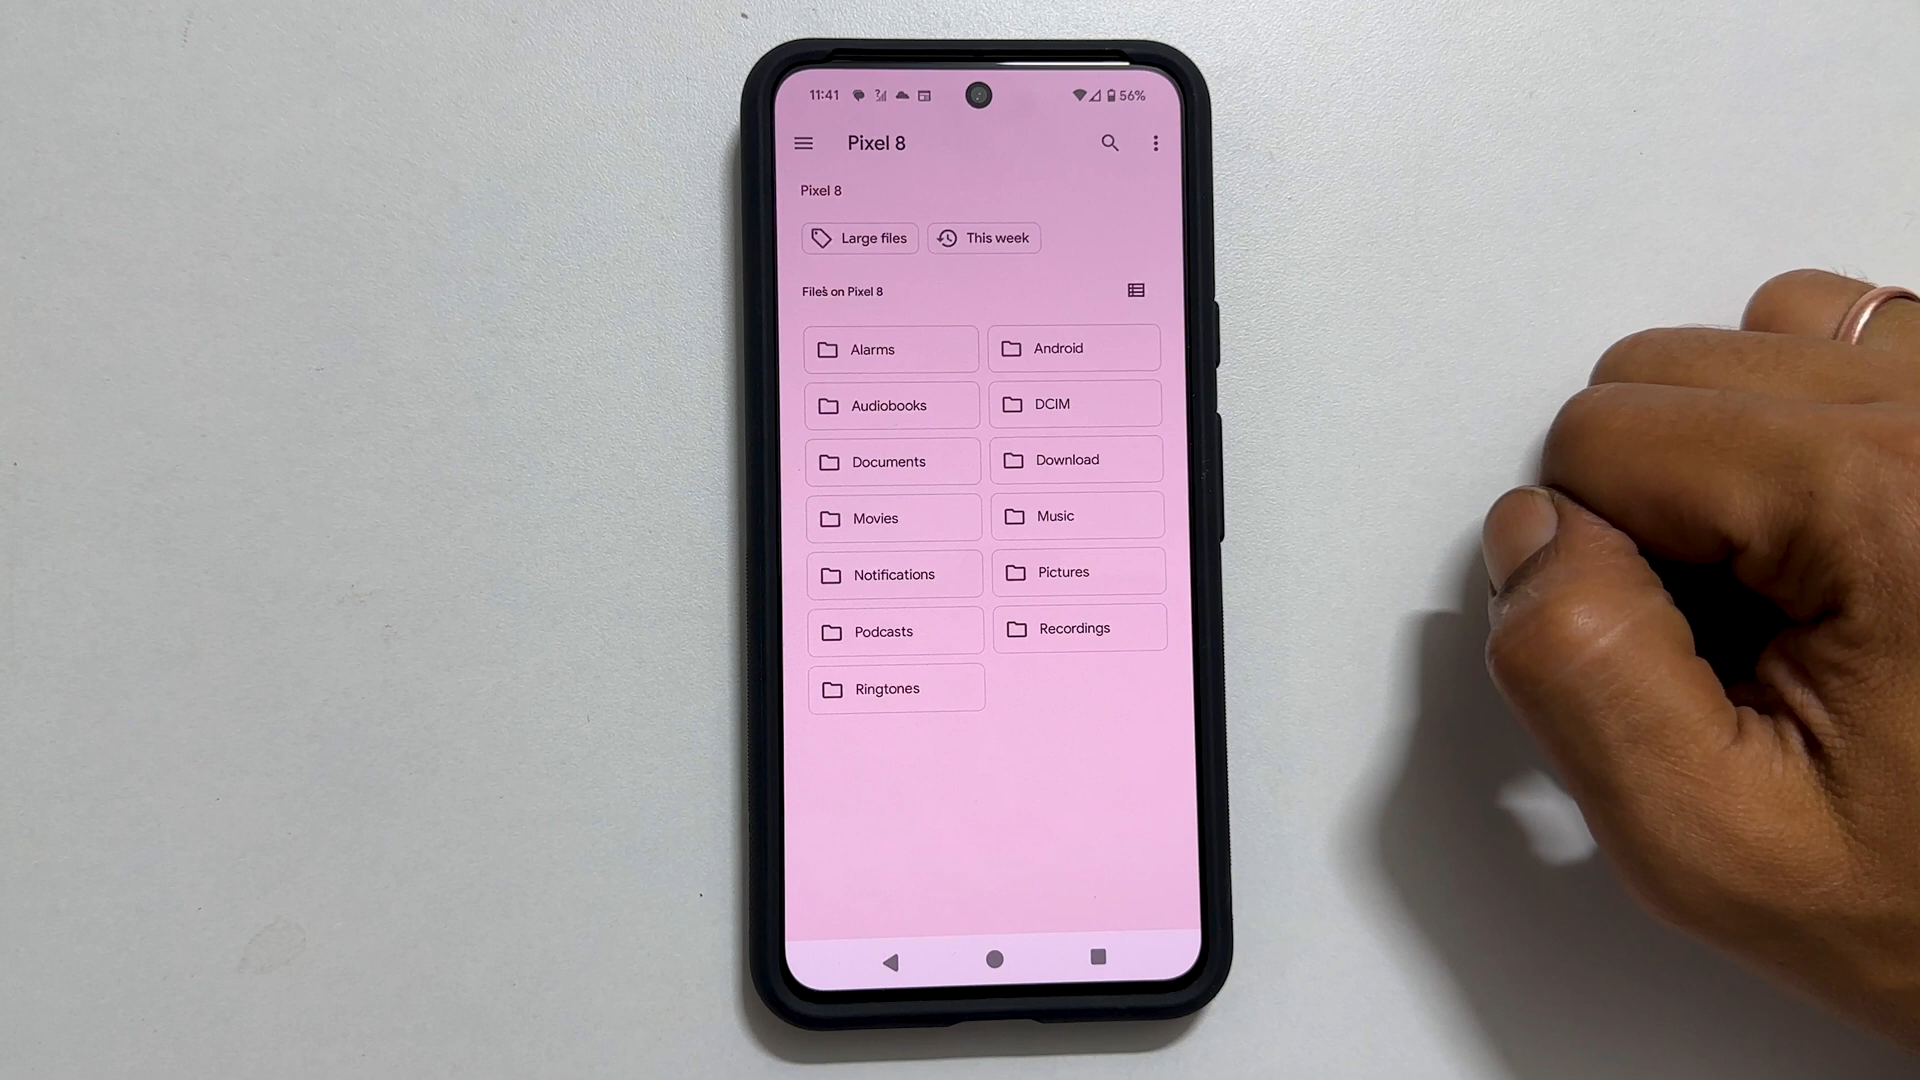 11:41 56%
Pixel 8
Pixel 8
Large files This week
Files on Pixel 8
Alarms Android
Audiobooks DCIM
Documents Download
Movies Music
Notifications Pictures
Podcasts Recordings
Ringtones